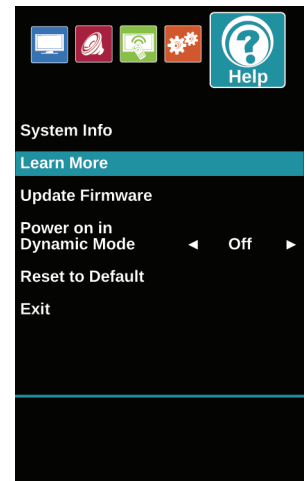 Help
System Info
Learn More
Update Firmware
Power on in
Dynamic Mode ◄ Off ►
Reset to Default
Exit